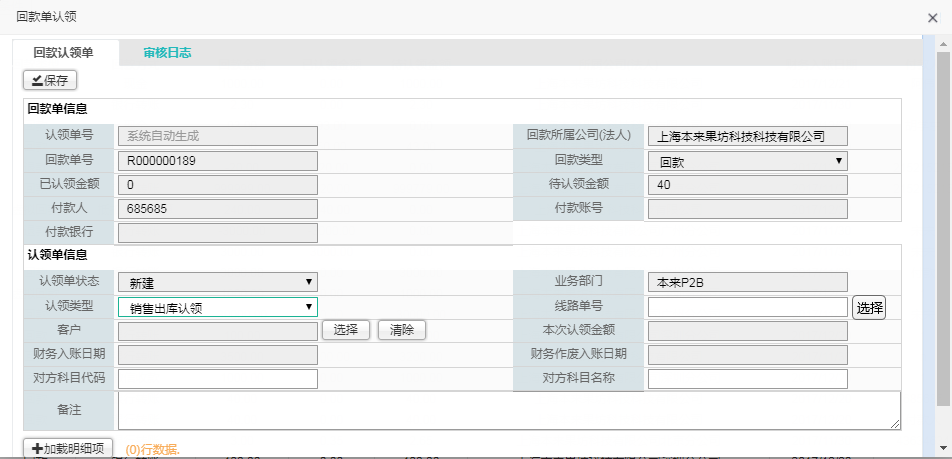 回款单认领
回款认领单 审核日志
保存
回款单信息
认领单号 系统自动生成 回款所属公司(法人) 上海本来果坊科技科技有限公司
回款单号 R000000189 回款类型 回款
已认领金额 0 待认领金额 40
付款人 685685 付款账号
付款银行
认领单信息
认领单状态 新建 业务部门 本来P2B
认领类型 销售出库认领 线路单号 选择
客户 选择 清除 本次认领金额
财务入账日期 财务作废入账日期
对方科目代码 对方科目名称
备注
加载明细项 (0)行数据.